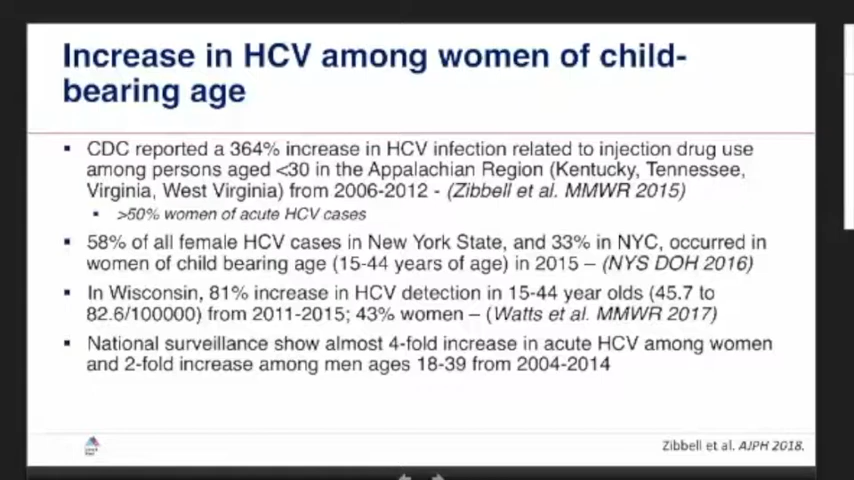 Increase in HCV among women of child-
bearing age
▪ CDC reported a 364% increase in HCV infection related to injection drug use
among persons aged <30 in the Appalachian Region (Kentucky, Tennessee,
Virginia, West Virginia) from 2006-2012 - (Zibbell et al. MMWR 2015)
▪ >50% women of acute HCV cases
▪ 58% of all female HCV cases in New York State, and 33% in NYC, occurred in
women of child bearing age (15-44 years of age) in 2015 – (NYS DOH 2016)
▪ In Wisconsin, 81% increase in HCV detection in 15-44 year olds (45.7 to
82.6/100000) from 2011-2015; 43% women – (Watts et al. MMWR 2017)
▪ National surveillance show almost 4-fold increase in acute HCV among women
and 2-fold increase among men ages 18-39 from 2004-2014
Zibbell et al. AJPH 2018.